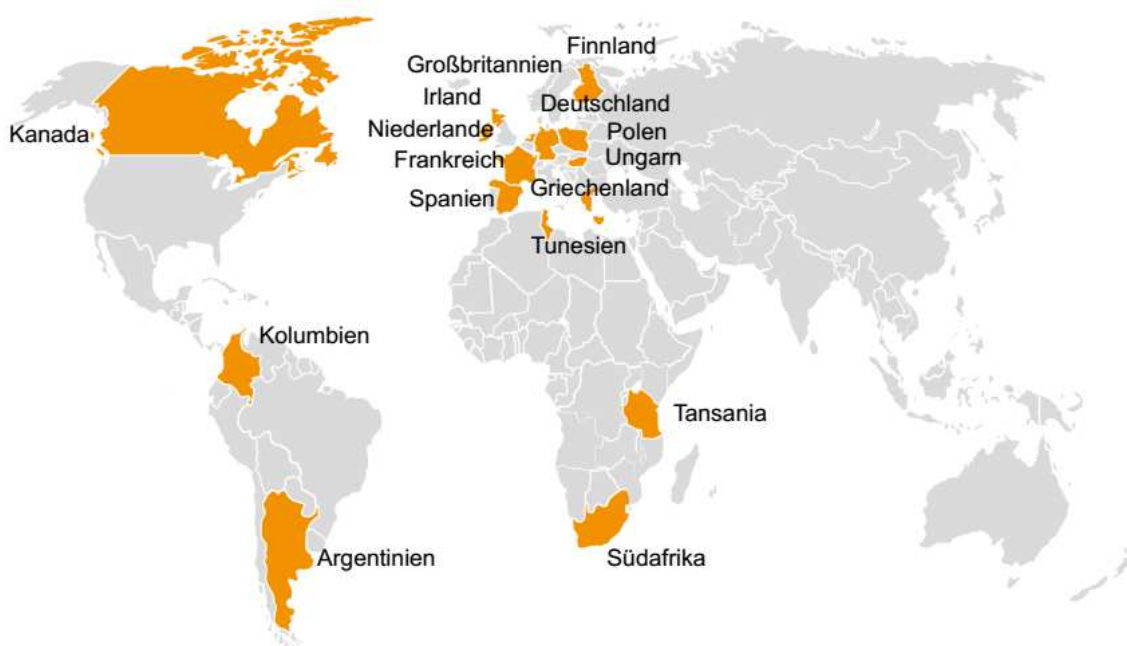 Finnland
Großbritannien
Irland
Deutschland
Kanada
Niederlande
Polen
Frankreich
Ungarn
Spanien
Griechenland
Tunesien
Kolumbien
Tansania
Argentinien
Südafrika